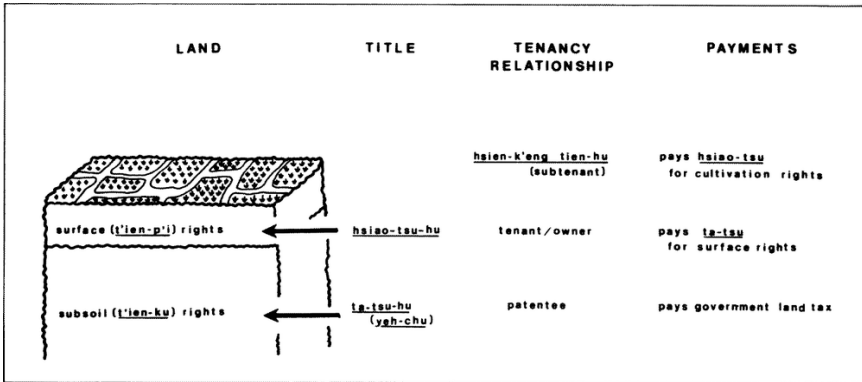 LAND TITLE TENANCY RELATIONSHIP PAYMENTS
hsien-k'eng tien-hu pays hsiao-tsu
(subtenant) for cultivation rights
surface (t'ien-p'i) rights hsiao-tsu-hu tenant/owner pays ta-tsu
for surface rights
subsoil (t'ien-ku) rights ta-tsu-hu patentee pays government land tax
(yeh-chu)